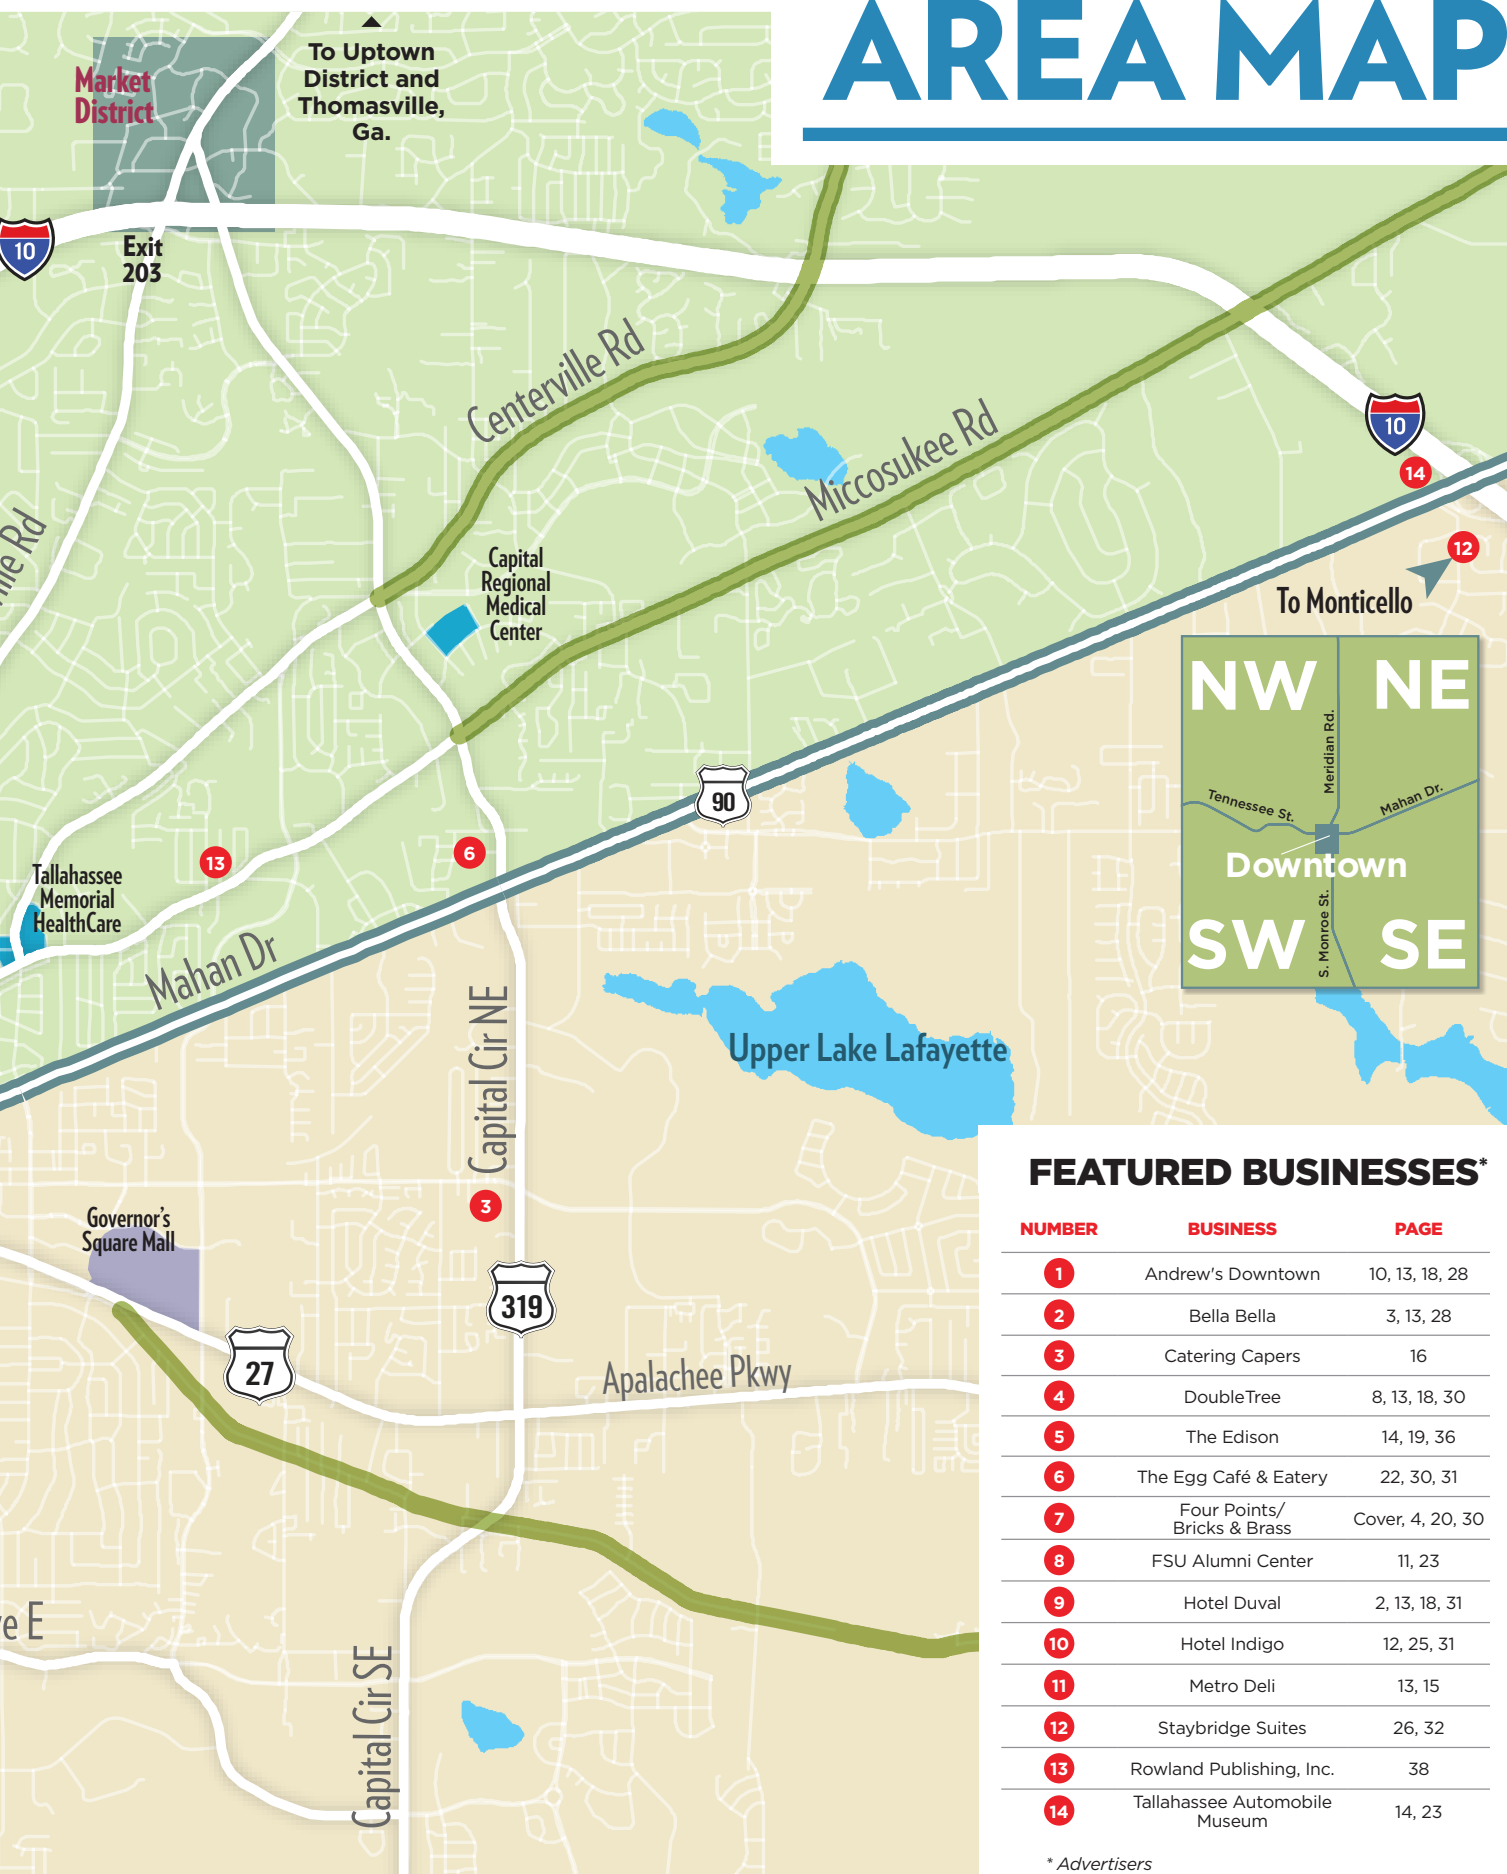 AREA MAP
To Uptown
District and
Thomasville,
Ga.
Market
District
10
Exit
203
Centerville Rd
Miccosukee Rd
10
14
12
To Monticello
Capital
Regional
Medical
Center
NW
NE
Meridian Rd.
Tennessee St.
Mahan Dr.
Downtown
S. Monroe St.
SW
SE
90
6
13
Tallahassee
Memorial
HealthCare
Mahan Dr
Capital Cir NE
Upper Lake Lafayette
3
Governor's
Square Mall
319
27
Apalachee Pkwy
Capital Cir SE
FEATURED BUSINESSES*
NUMBER BUSINESS PAGE
1 Andrew's Downtown 10, 13, 18, 28
2 Bella Bella 3, 13, 28
3 Catering Capers 16
4 DoubleTree 8, 13, 18, 30
5 The Edison 14, 19, 36
6 The Egg Café & Eatery 22, 30, 31
7 Four Points/
Bricks & Brass Cover, 4, 20, 30
8 FSU Alumni Center 11, 23
9 Hotel Duval 2, 13, 18, 31
10 Hotel Indigo 12, 25, 31
11 Metro Deli 13, 15
12 Staybridge Suites 26, 32
13 Rowland Publishing, Inc. 38
14 Tallahassee Automobile
Museum 14, 23
* Advertisers